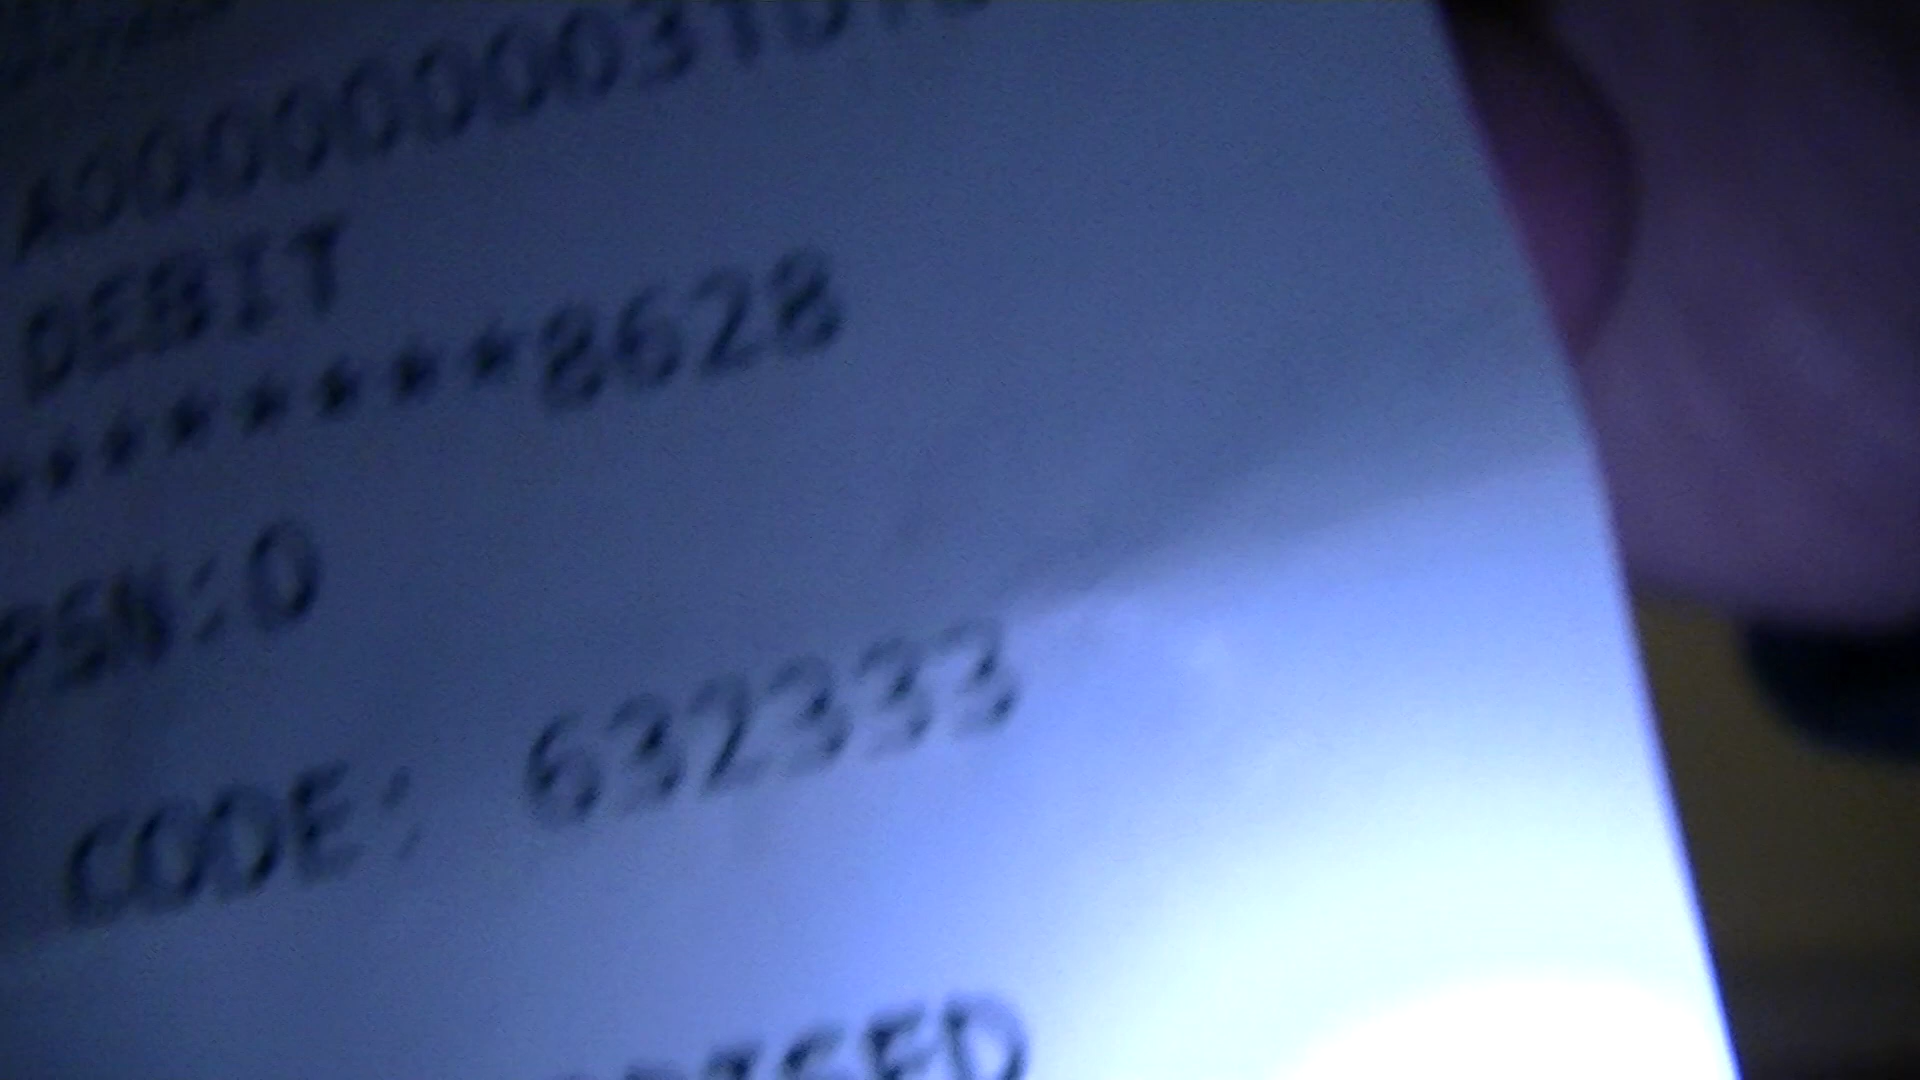 A0000000031010
DEBIT
********8628
PSN:0
CODE: 632333